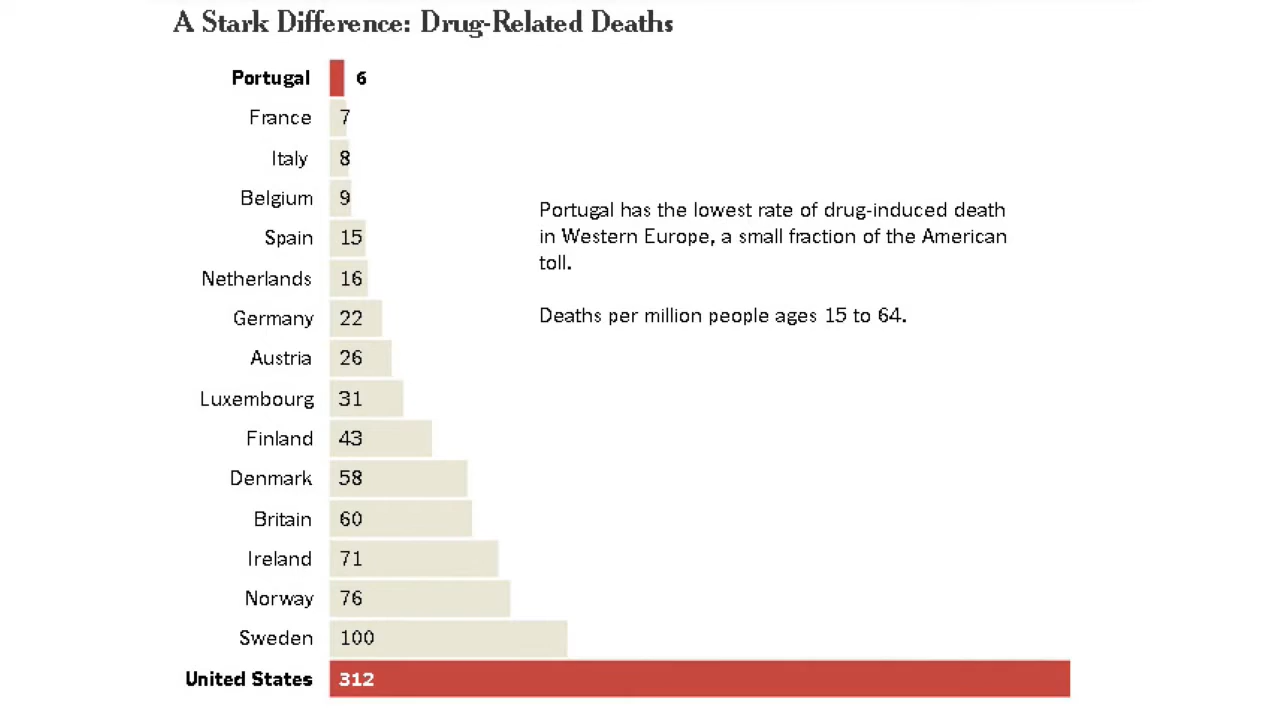 A Stark Difference: Drug-Related Deaths
Portugal 6
France 7
Italy 8
Belgium 9
Spain 15
Netherlands 16
Germany 22
Austria 26
Luxembourg 31
Finland 43
Denmark 58
Britain 60
Ireland 71
Norway 76
Sweden 100
United States 312
Portugal has the lowest rate of drug-induced death
in Western Europe, a small fraction of the American
toll.
Deaths per million people ages 15 to 64.